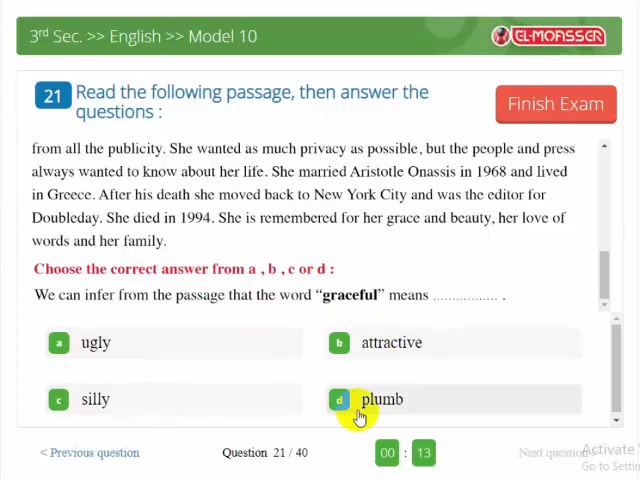 3rd Sec. >> English >> Model 10
EL-MOASSER
21 Read the following passage, then answer the
questions :
Finish Exam
from all the publicity. She wanted as much privacy as possible, but the people and press
always wanted to know about her life. She married Aristotle Onassis in 1968 and lived
in Greece. After his death she moved back to New York City and was the editor for
Doubleday. She died in 1994. She is remembered for her grace and beauty, her love of
words and her family.
Choose the correct answer from a , b , c or d :
We can infer from the passage that the word “graceful” means ................. .
a ugly
b attractive
c silly
d plumb
< Previous question
Question 21 / 40
00 : 13
Next question >
Activate
Go to Settin